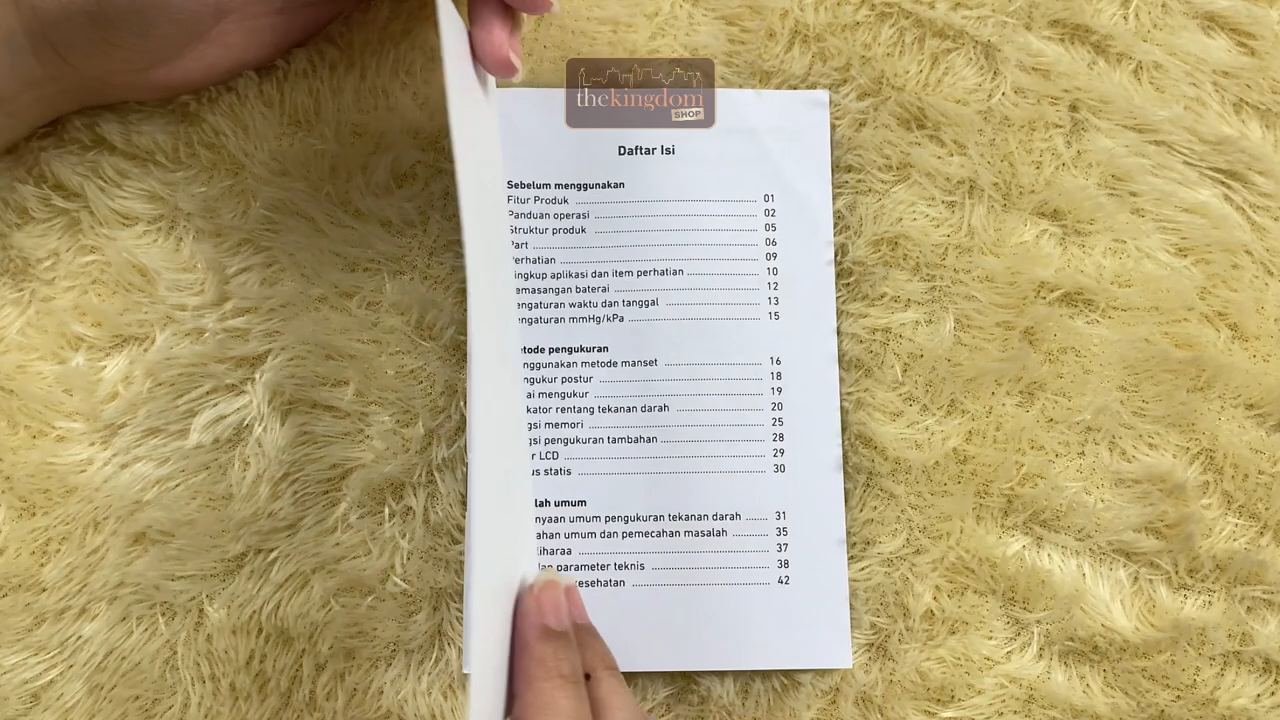 thekingdom
SHOP
Daftar Isi
Sebelum menggunakan
Fitur Produk ........ 01
Panduan operasi ........ 02
Struktur produk ........ 05
Part ........ 06
Perhatian ........ 09
ingkup aplikasi dan item perhatian ........ 10
emasangan baterai ........ 12
engaturan waktu dan tanggal ........ 13
engaturan mmHg/kPa ........ 15
etode pengukuran
nggunakan metode manset ........ 16
ngukur postur ........ 18
ai mengukur ........ 19
kator rentang tekanan darah ........ 20
gsi memori ........ 25
gsi pengukuran tambahan ........ 28
r LCD ........ 29
us statis ........ 30
lah umum
nyaan umum pengukuran tekanan darah ........ 31
ahan umum dan pemecahan masalah ........ 35
liharaa ........ 37
dan parameter teknis ........ 38
kesehatan ........ 42